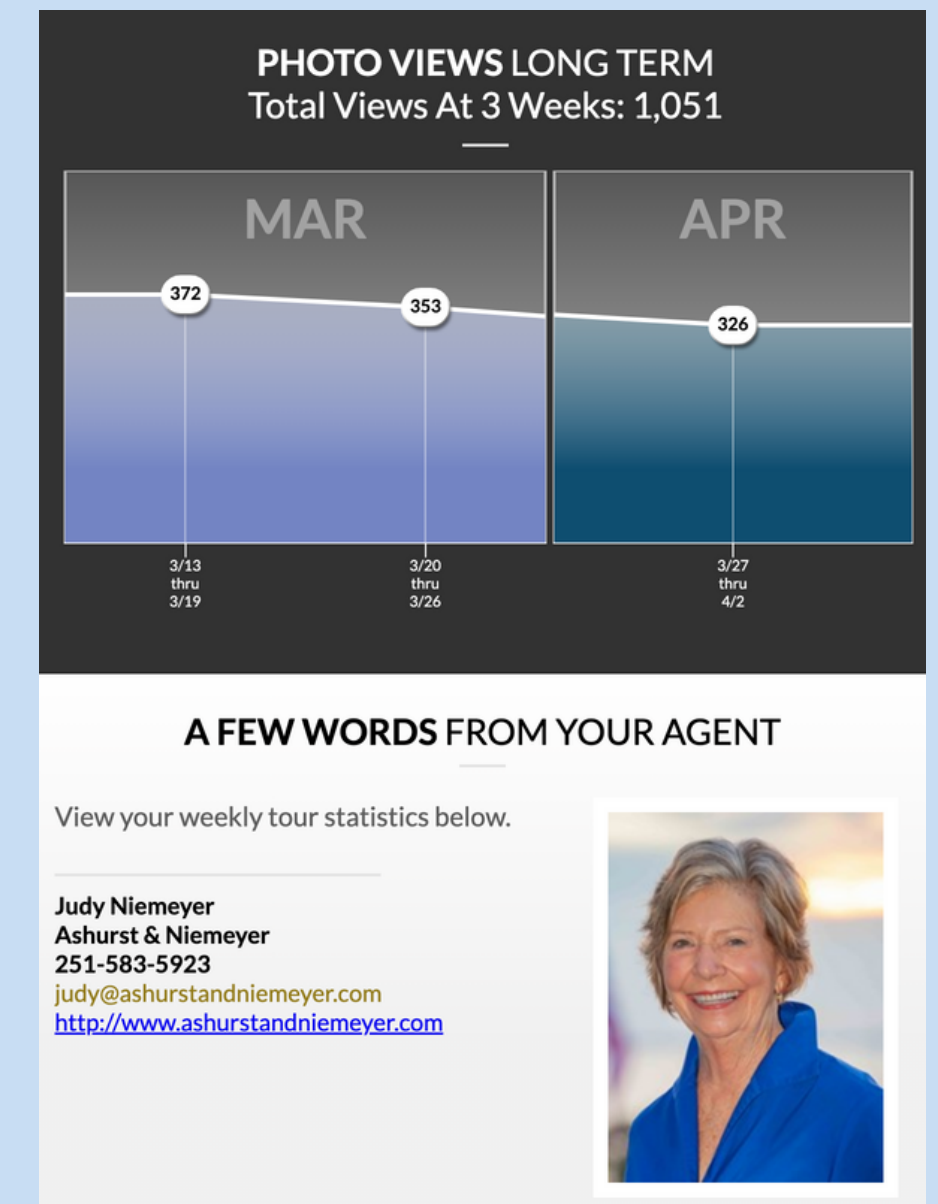 PHOTO VIEWS LONG TERM
Total Views At 3 Weeks: 1,051
MAR
APR
372
353
326
3/13
thru
3/19
3/20
thru
3/26
3/27
thru
4/2
A FEW WORDS FROM YOUR AGENT
View your weekly tour statistics below.
Judy Niemeyer
Ashurst & Niemeyer
251-583-5923
judy@ashurstandniemeyer.com
http://www.ashurstandniemeyer.com